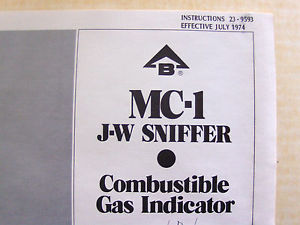 INSTRUCTIONS 23-9593
EFFECTIVE JULY 1974
B®
MC-1
J-W SNIFFER
Combustible
Gas Indicator